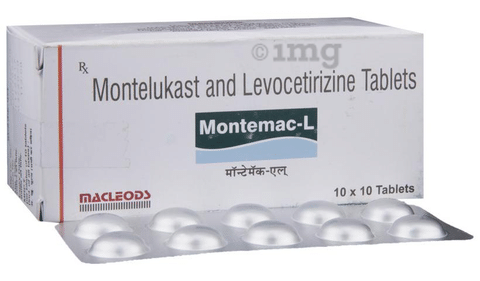 ©1mg
℞
Montelukast and Levocetirizine Tablets
Montemac-L
मॉन्टेमॅक-एल्
10 x 10 Tablets
MACLEODS